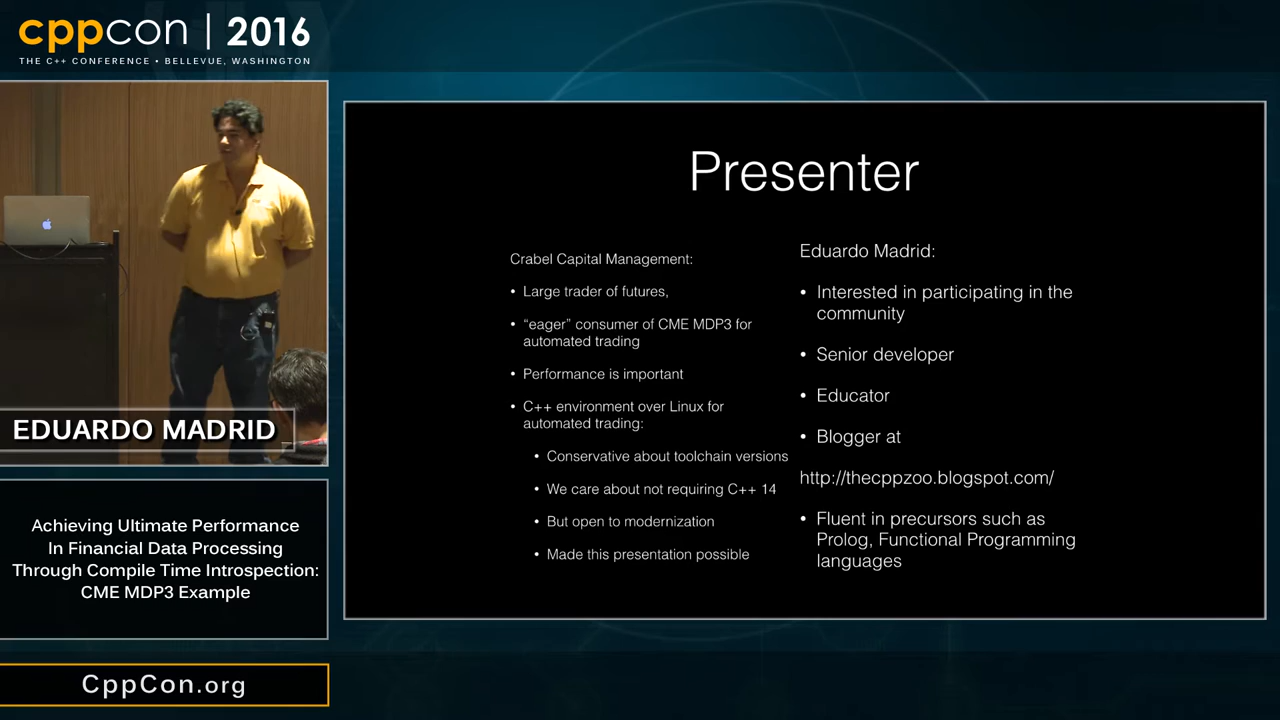 cppcon | 2016
THE C++ CONFERENCE • BELLEVUE, WASHINGTON
EDUARDO MADRID
Achieving Ultimate Performance
In Financial Data Processing
Through Compile Time Introspection:
CME MDP3 Example
CppCon.org
Presenter
Crabel Capital Management:
• Large trader of futures,
• “eager” consumer of CME MDP3 for
automated trading
• Performance is important
• C++ environment over Linux for
automated trading:
• Conservative about toolchain versions
• We care about not requiring C++ 14
• But open to modernization
• Made this presentation possible
Eduardo Madrid:
• Interested in participating in the
community
• Senior developer
• Educator
• Blogger at
http://thecppzoo.blogspot.com/
• Fluent in precursors such as
Prolog, Functional Programming
languages